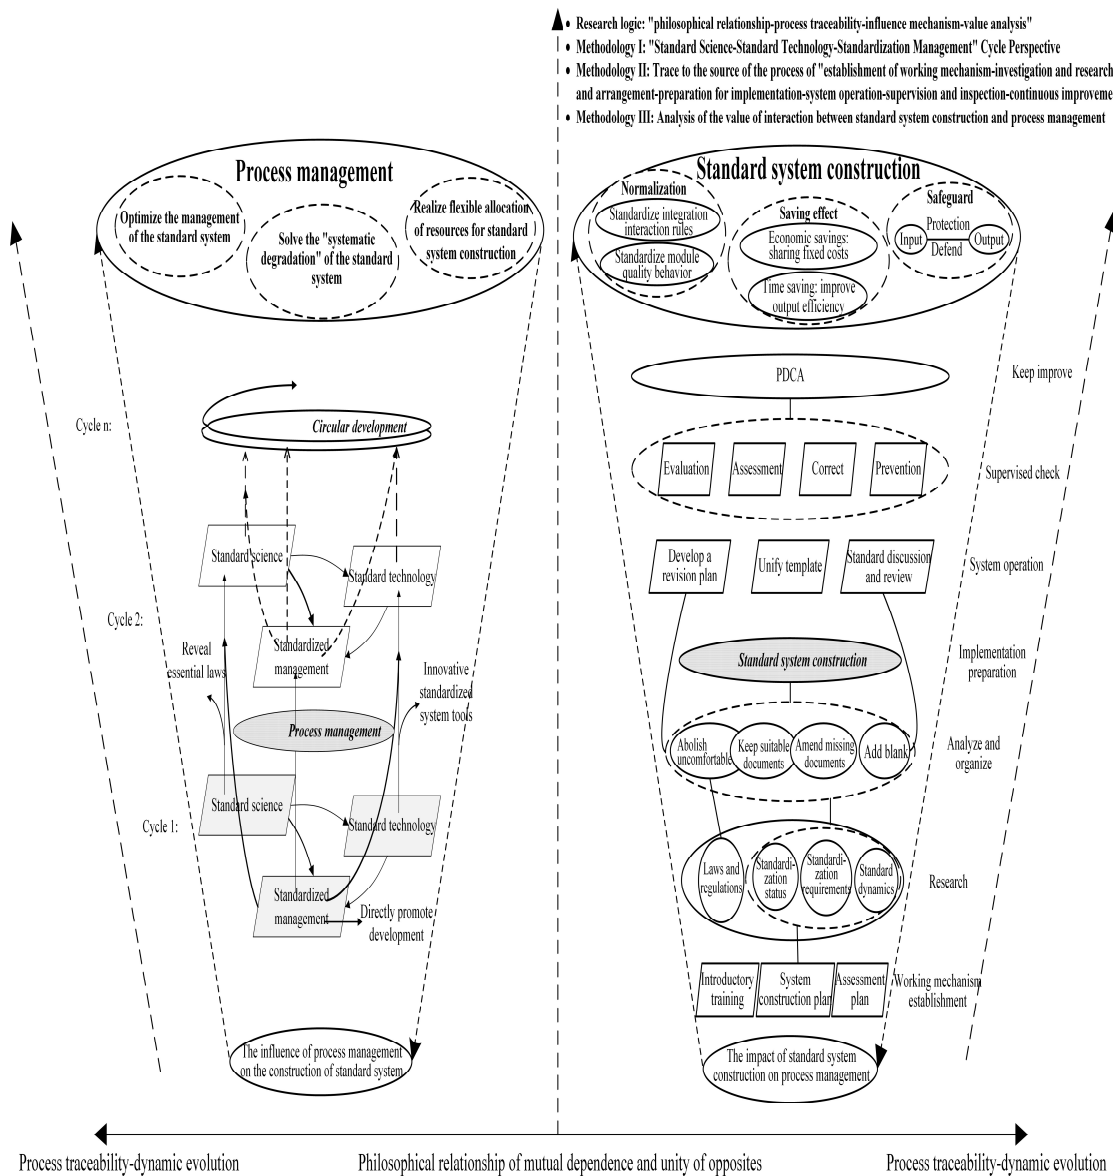 • Research logic: "philosophical relationship-process traceability-influence mechanism-value analysis"
• Methodology I: "Standard Science-Standard Technology-Standardization Management" Cycle Perspective
• Methodology II: Trace to the source of the process of "establishment of working mechanism-investigation and research
and arrangement-preparation for implementation-system operation-supervision and inspection-continuous improveme
• Methodology III: Analysis of the value of interaction between standard system construction and process management
Process management
Optimize the management
of the standard system
Solve the "systematic
degradation" of the standard
system
Realize flexible allocation
of resources for standard
system construction
Cycle n:
Circular development
Standard science
Standard technology
Cycle 2:
Standardized
management
Reveal
essential laws
Innovative
standardized
system tools
Process management
Standard science
Standard technology
Cycle 1:
Standardized
management
Directly promote
development
The influence of process management
on the construction of standard system
Standard system construction
Normalization
Standardize integration
interaction rules
Standardize module
quality behavior
Saving effect
Economic savings:
sharing fixed costs
Time saving: improve
output efficiency
Safeguard
Protection
Input
Output
Defend
PDCA
Keep improve
Evaluation
Assessment
Correct
Prevention
Supervised check
Develop a
revision plan
Unify template
Standard discussion
and review
System operation
Standard system construction
Implementation
preparation
Abolish
uncomfortable
Keep suitable
documents
Amend missing
documents
Add blank
Analyze and
organize
Laws and
regulations
Standardi-
zation
status
Standardi-
zation
requirements
Standard
dynamics
Research
Introductory
training
System
construction plan
Assessment
plan
Working mechanism
establishment
The impact of standard system
construction on process management
Process traceability-dynamic evolution
Philosophical relationship of mutual dependence and unity of opposites
Process traceability-dynamic evolution